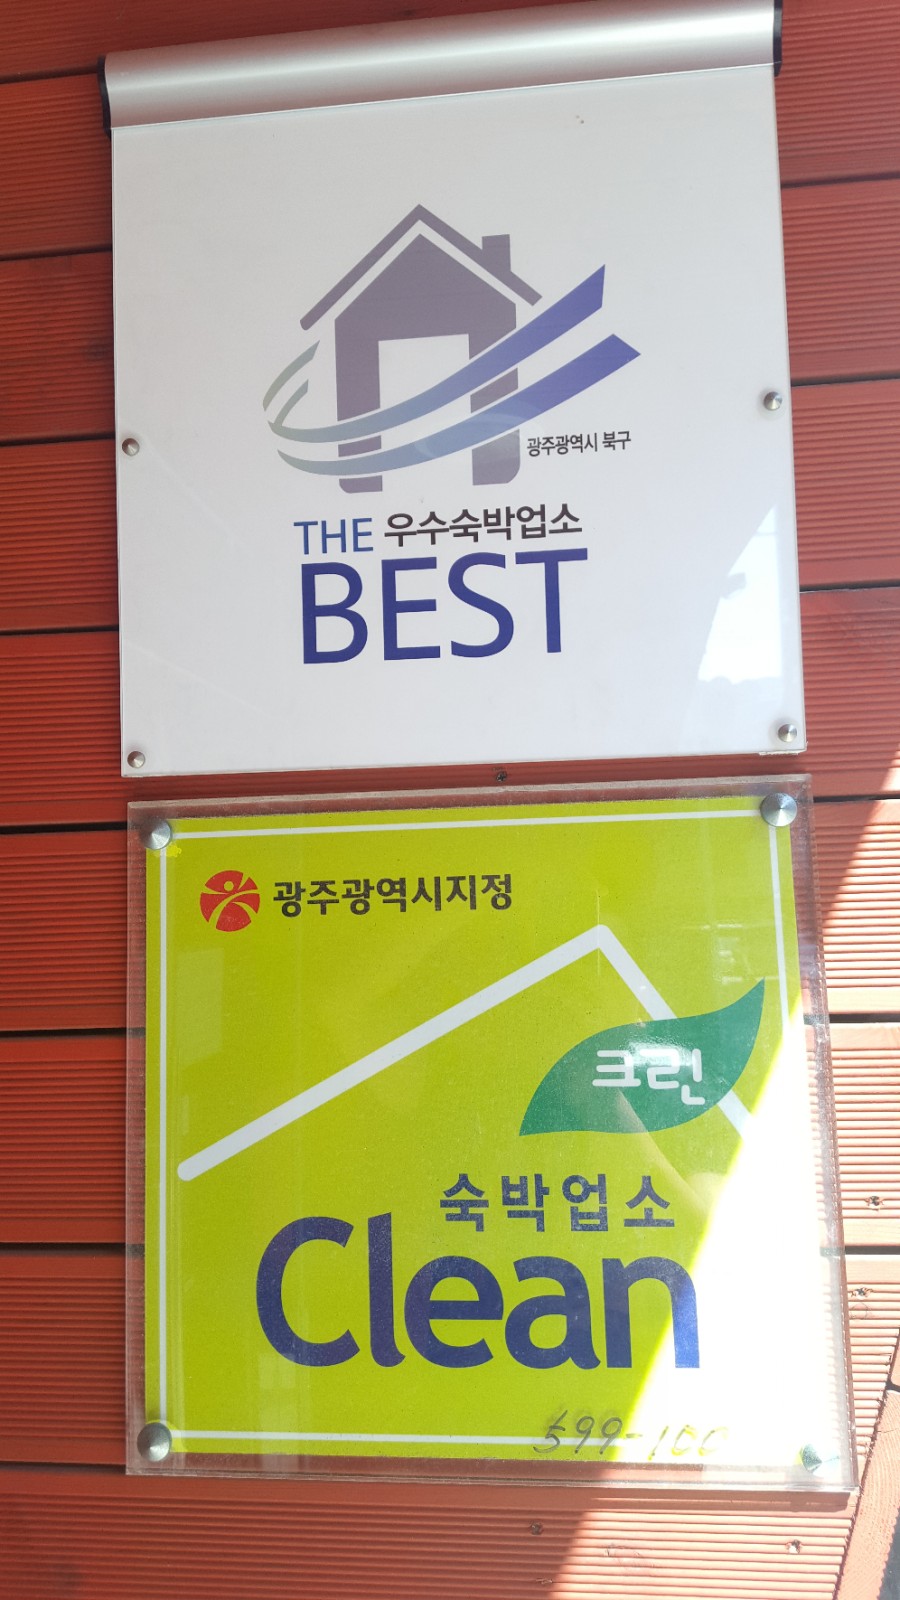 광주광역시 북구
THE 우수숙박업소
BEST
광주광역시지정
크린
숙박업소
Clean
599-100